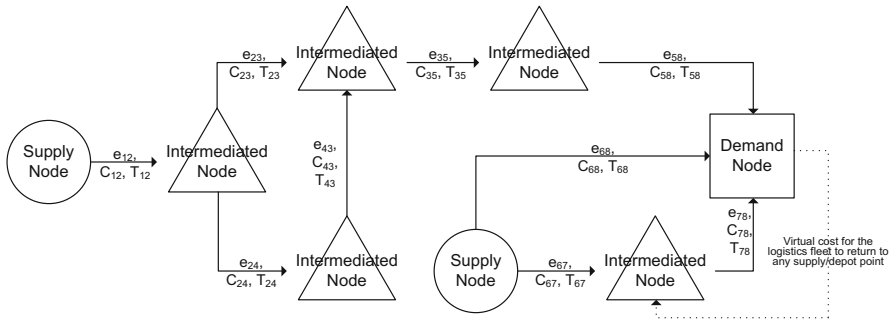 e23,
C23, T23
Intermediated
Node
e35,
C35, T35
Intermediated
Node
e58,
C58, T58
Supply
Node
e12,
C12, T12
Intermediated
Node
e43,
C43,
T43
e68,
C68, T68
Demand
Node
e24,
C24, T24
Intermediated
Node
Supply
Node
e67,
C67, T67
Intermediated
Node
e78,
C78,
T78
Virtual cost for the
logistics fleet to return to
any supply/depot point